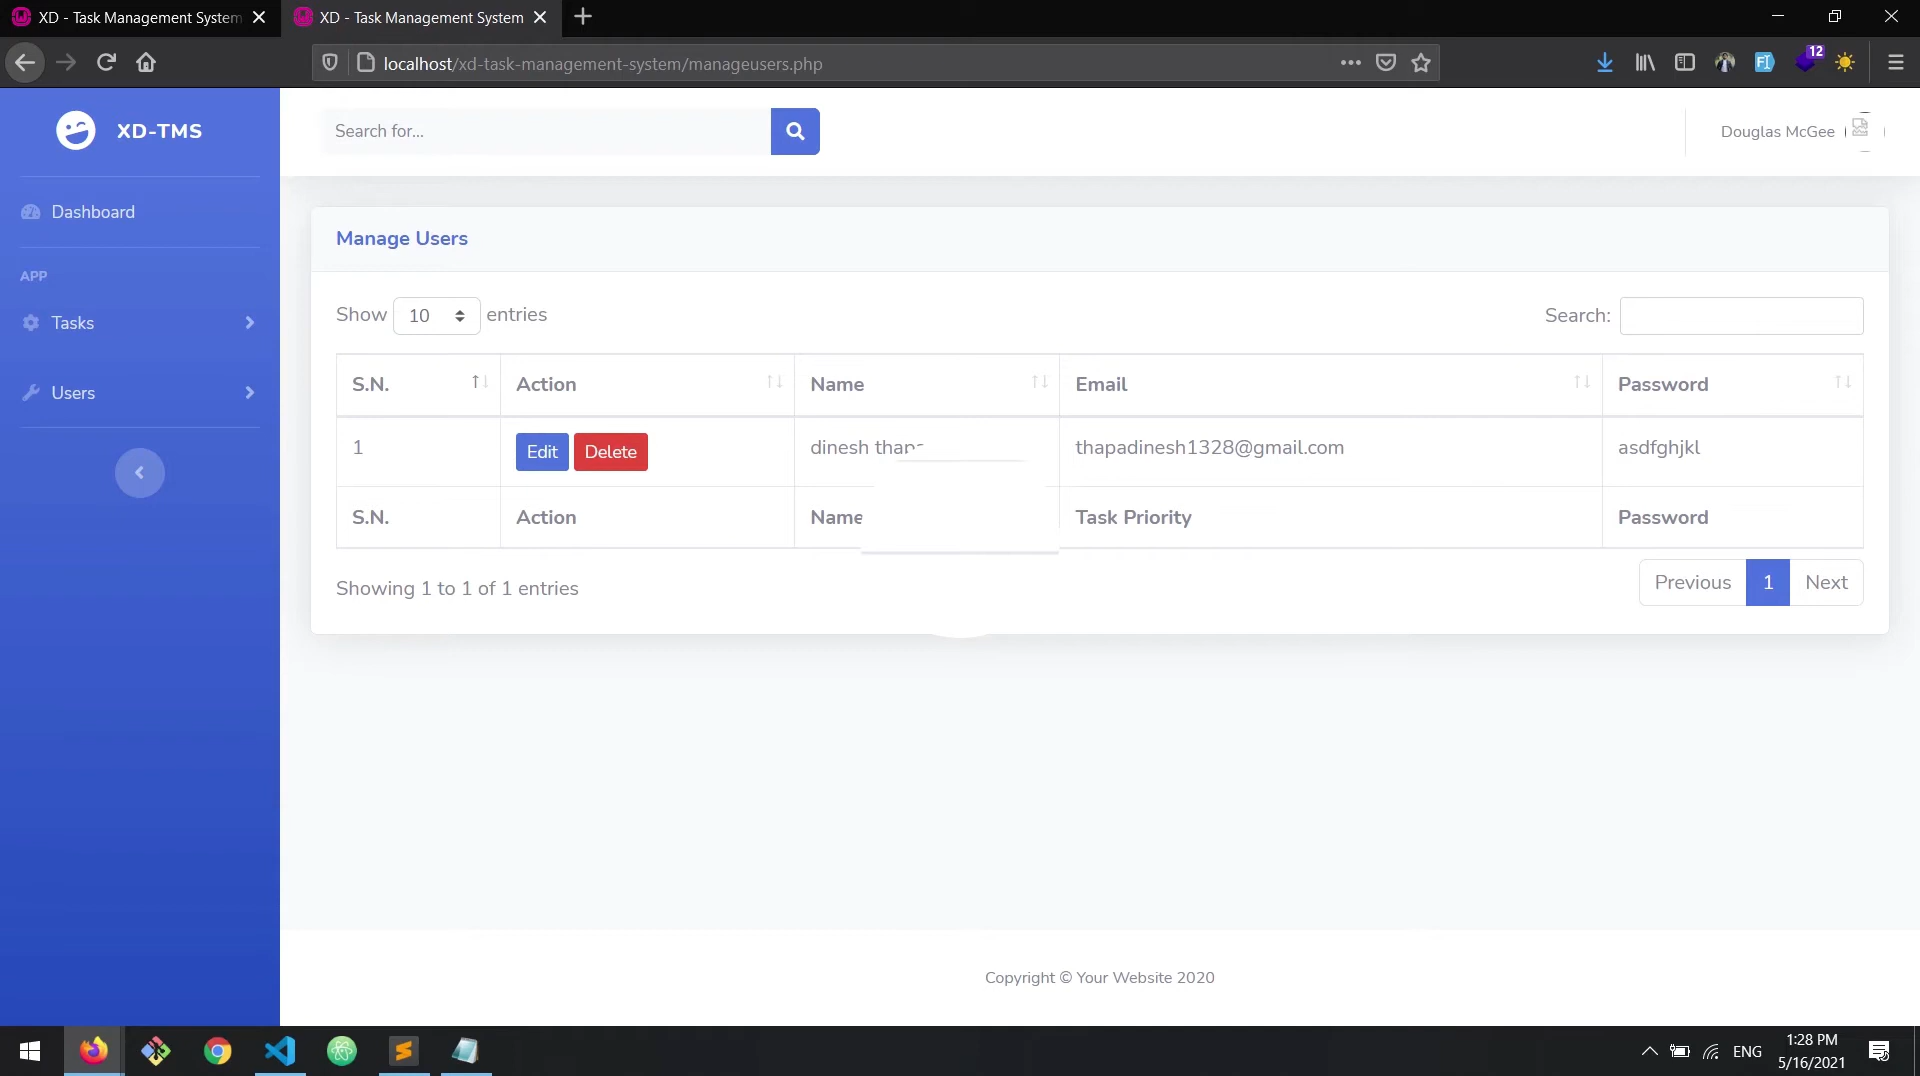 XD - Task Management System
XD - Task Management System
localhost/xd-task-management-system/manageusers.php
12
XD-TMS
Search for...
Douglas McGee
Dashboard
Manage Users
APP
Tasks
Users
Show 10 entries
Search:
S.N. Action Name Email Password
1 Edit Delete dinesh thapadinesh1328@gmail.com asdfghjkl
S.N. Action Name Task Priority Password
Showing 1 to 1 of 1 entries
Previous 1 Next
Copyright © Your Website 2020
ENG
1:28 PM
5/16/2021